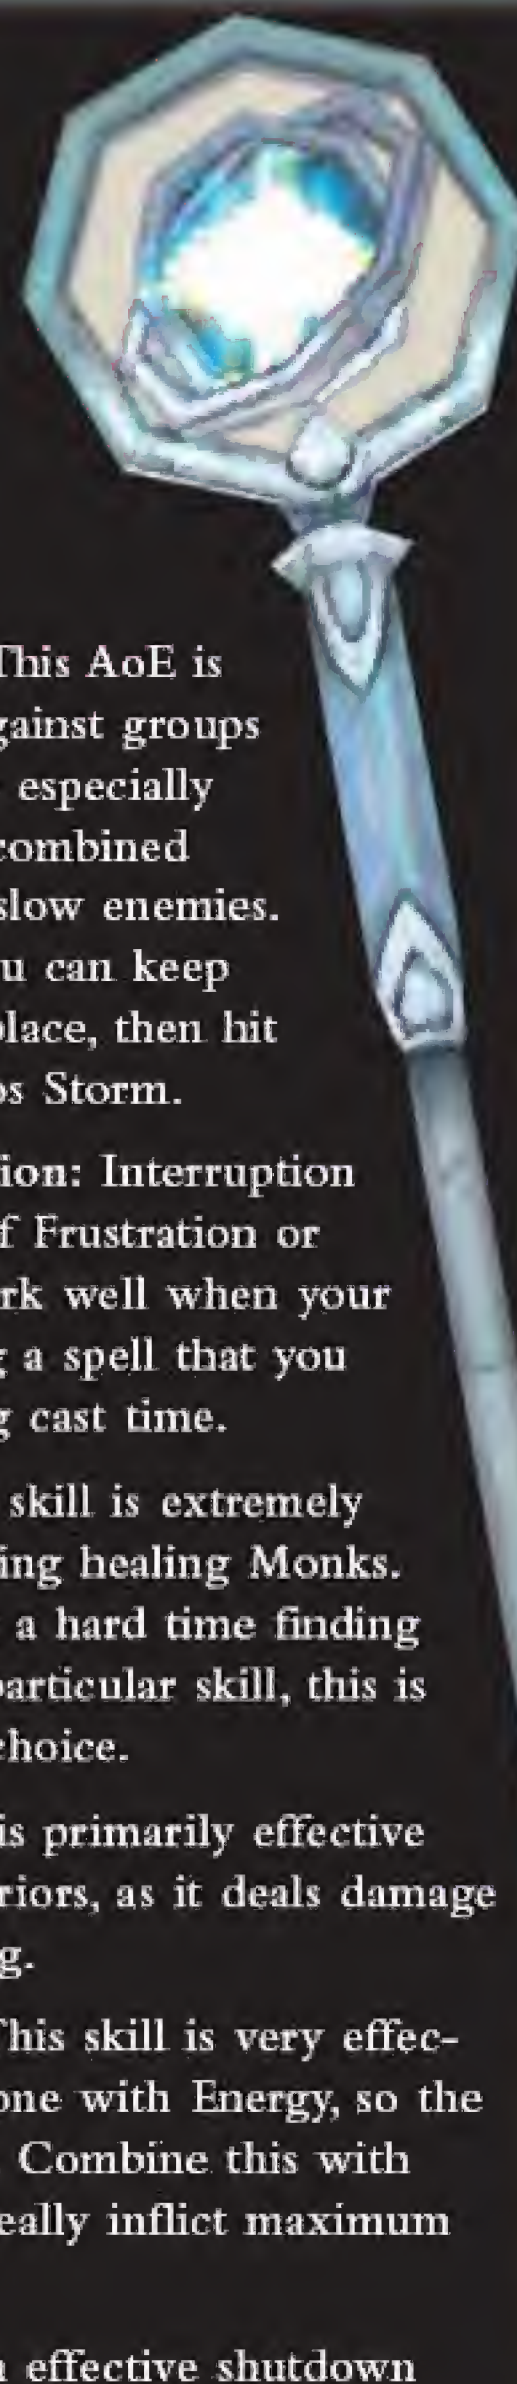 This AoE is
gainst groups
especially
combined
slow enemies.
u can keep
place, then hit
os Storm.
ion: Interruption
f Frustration or
rk well when your
g a spell that you
g cast time.
skill is extremely
ing healing Monks.
a hard time finding
particular skill, this is
choice.
is primarily effective
riors, as it deals damage
g.
This skill is very effec-
one with Energy, so the
. Combine this with
eally inflict maximum
n effective shutdown